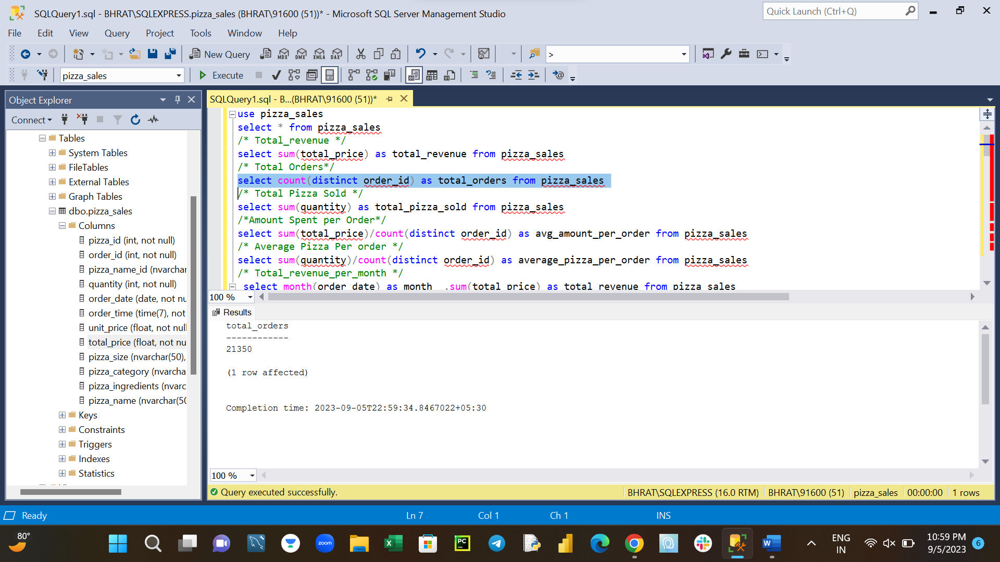 SQLQuery1.sql - BHRAT\SQLEXPRESS.pizza_sales (BHRAT\91600 (51))* - Microsoft SQL Server Management Studio
Quick Launch (Ctrl+Q)
File Edit View Query Project Tools Window Help
New Query MDX DMX XMLA DAX >
pizza_sales Execute
Object Explorer
Connect
Tables
System Tables
FileTables
External Tables
Graph Tables
dbo.pizza_sales
Columns
pizza_id (int, not null)
order_id (int, not null)
pizza_name_id (nvarchar
quantity (int, not null)
order_date (date, not nu
order_time (time(7), not
unit_price (float, not null
total_price (float, not nu
pizza_size (nvarchar(50),
pizza_category (nvarcha
pizza_ingredients (nvarc
pizza_name (nvarchar(50
Keys
Constraints
Triggers
Indexes
Statistics
SQLQuery1.sql - B...(BHRAT\91600 (51))*
use pizza_sales
select * from pizza_sales
/* Total_revenue */
select sum(total_price) as total_revenue from pizza_sales
/* Total Orders*/
select count(distinct order_id) as total_orders from pizza_sales
/* Total Pizza Sold */
select sum(quantity) as total_pizza_sold from pizza_sales
/*Amount Spent per Order*/
select sum(total_price)/count(distinct order_id) as avg_amount_per_order from pizza_sales
/* Average Pizza Per order */
select sum(quantity)/count(distinct order_id) as average_pizza_per_order from pizza_sales
/* Total_revenue_per_month */
select month(order_date) as month_ ,sum(total_price) as total_revenue from pizza_sales
100 %
Results
total_orders
------------
21350
(1 row affected)
Completion time: 2023-09-05T22:59:34.8467022+05:30
100 %
Query executed successfully.
BHRAT\SQLEXPRESS (16.0 RTM) BHRAT\91600 (51) pizza_sales 00:00:00 1 rows
Ready Ln 7 Col 1 Ch 1 INS
80°
zoom
PC
ENG
IN
10:59 PM
9/5/2023
6